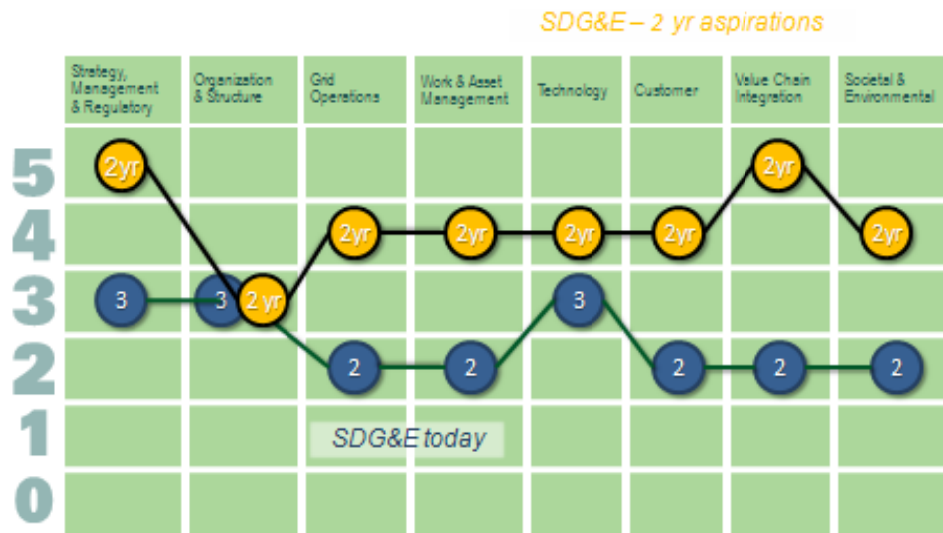 SDG&E – 2 yr aspirations
Strategy,
Management
& Regulatory
Organization
& Structure
Grid
Operations
Work & Asset
Management
Technology
Customer
Value Chain
Integration
Societal &
Environmental
5
2yr
2yr
4
2yr
2yr
2yr
2yr
2yr
3
3
3
2 yr
3
2
2
2
2
2
2
1
SDG&E today
0